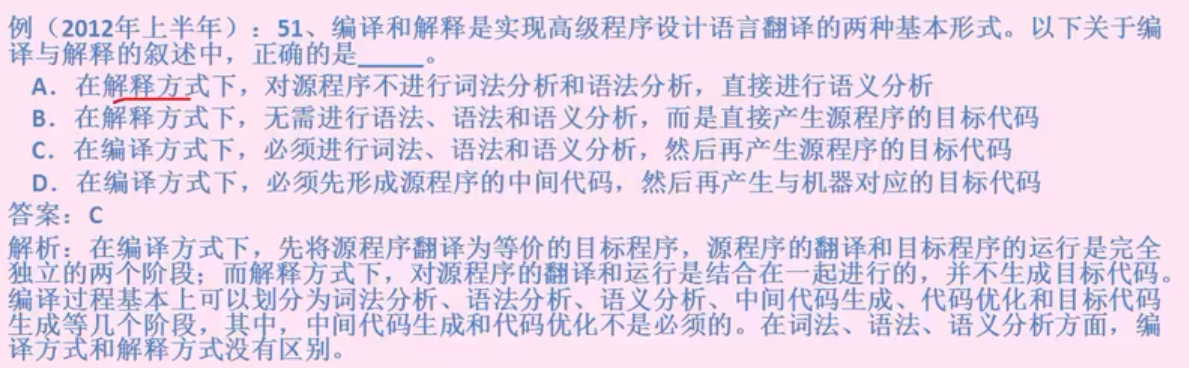 例（2012年上半年）：51、编译和解释是实现高级程序设计语言翻译的两种基本形式。以下关于编
译与解释的叙述中，正确的是_____。
A．在解释方式下，对源程序不进行词法分析和语法分析，直接进行语义分析
B．在解释方式下，无需进行语法、语法和语义分析，而是直接产生源程序的目标代码
C．在编译方式下，必须进行词法、语法和语义分析，然后再产生源程序的目标代码
D．在编译方式下，必须先形成源程序的中间代码，然后再产生与机器对应的目标代码
答案：C
解析：在编译方式下，先将源程序翻译为等价的目标程序，源程序的翻译和目标程序的运行是完全
独立的两个阶段；而解释方式下，对源程序的翻译和运行是结合在一起进行的，并不生成目标代码。
编译过程基本上可以划分为词法分析、语法分析、语义分析、中间代码生成、代码优化和目标代码
生成等几个阶段，其中，中间代码生成和代码优化不是必须的。在词法、语法、语义分析方面，编
译方式和解释方式没有区别。